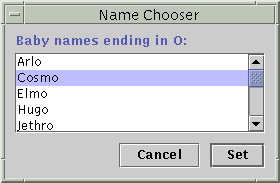 Name Chooser
Baby names ending in O:
Arlo
Cosmo
Elmo
Hugo
Jethro
Cancel
Set